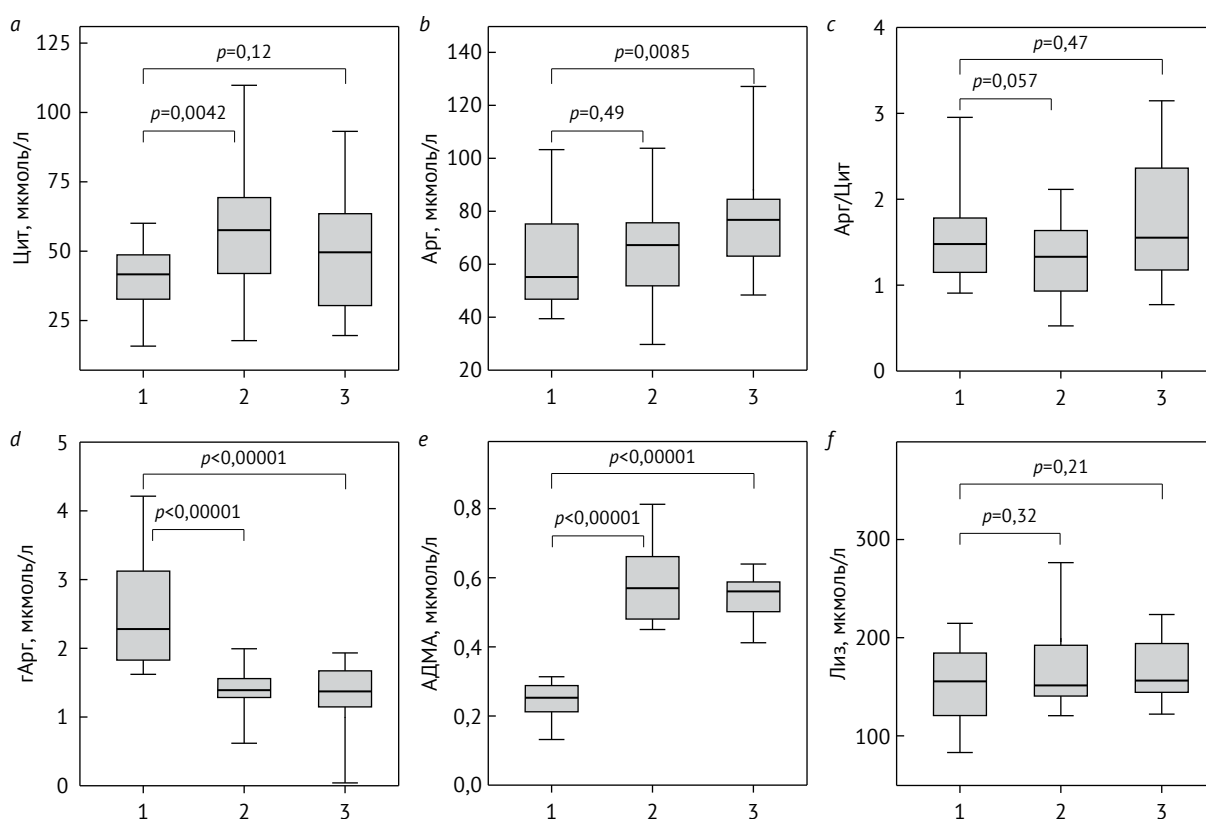 a
Цит, мкмоль/л
125
100
75
50
25
p=0,12
p=0,0042
1 2 3
b
Арг, мкмоль/л
140
120
100
80
60
40
20
p=0,0085
p=0,49
1 2 3
c
Арг/Цит
4
3
2
1
0
p=0,47
p=0,057
1 2 3
d
гАрг, мкмоль/л
5
4
3
2
1
0
p<0,00001
p<0,00001
1 2 3
e
АДМА, мкмоль/л
0,8
0,6
0,4
0,2
0,0
p<0,00001
p<0,00001
1 2 3
f
Лиз, мкмоль/л
300
200
100
p=0,21
p=0,32
1 2 3